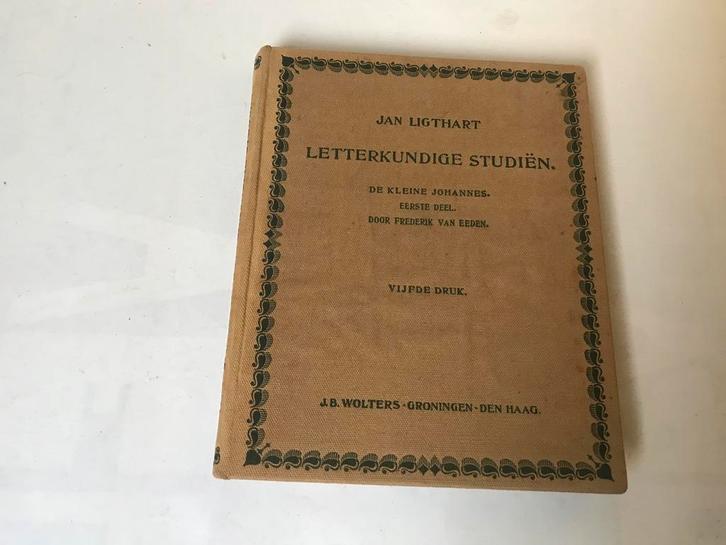 JAN LIGTHART
LETTERKUNDIGE STUDIËN.
DE KLEINE JOHANNES.
EERSTE DEEL.
DOOR FREDERIK VAN EEDEN.
VIJFDE DRUK.
J.B. WOLTERS - GRONINGEN - DEN HAAG.